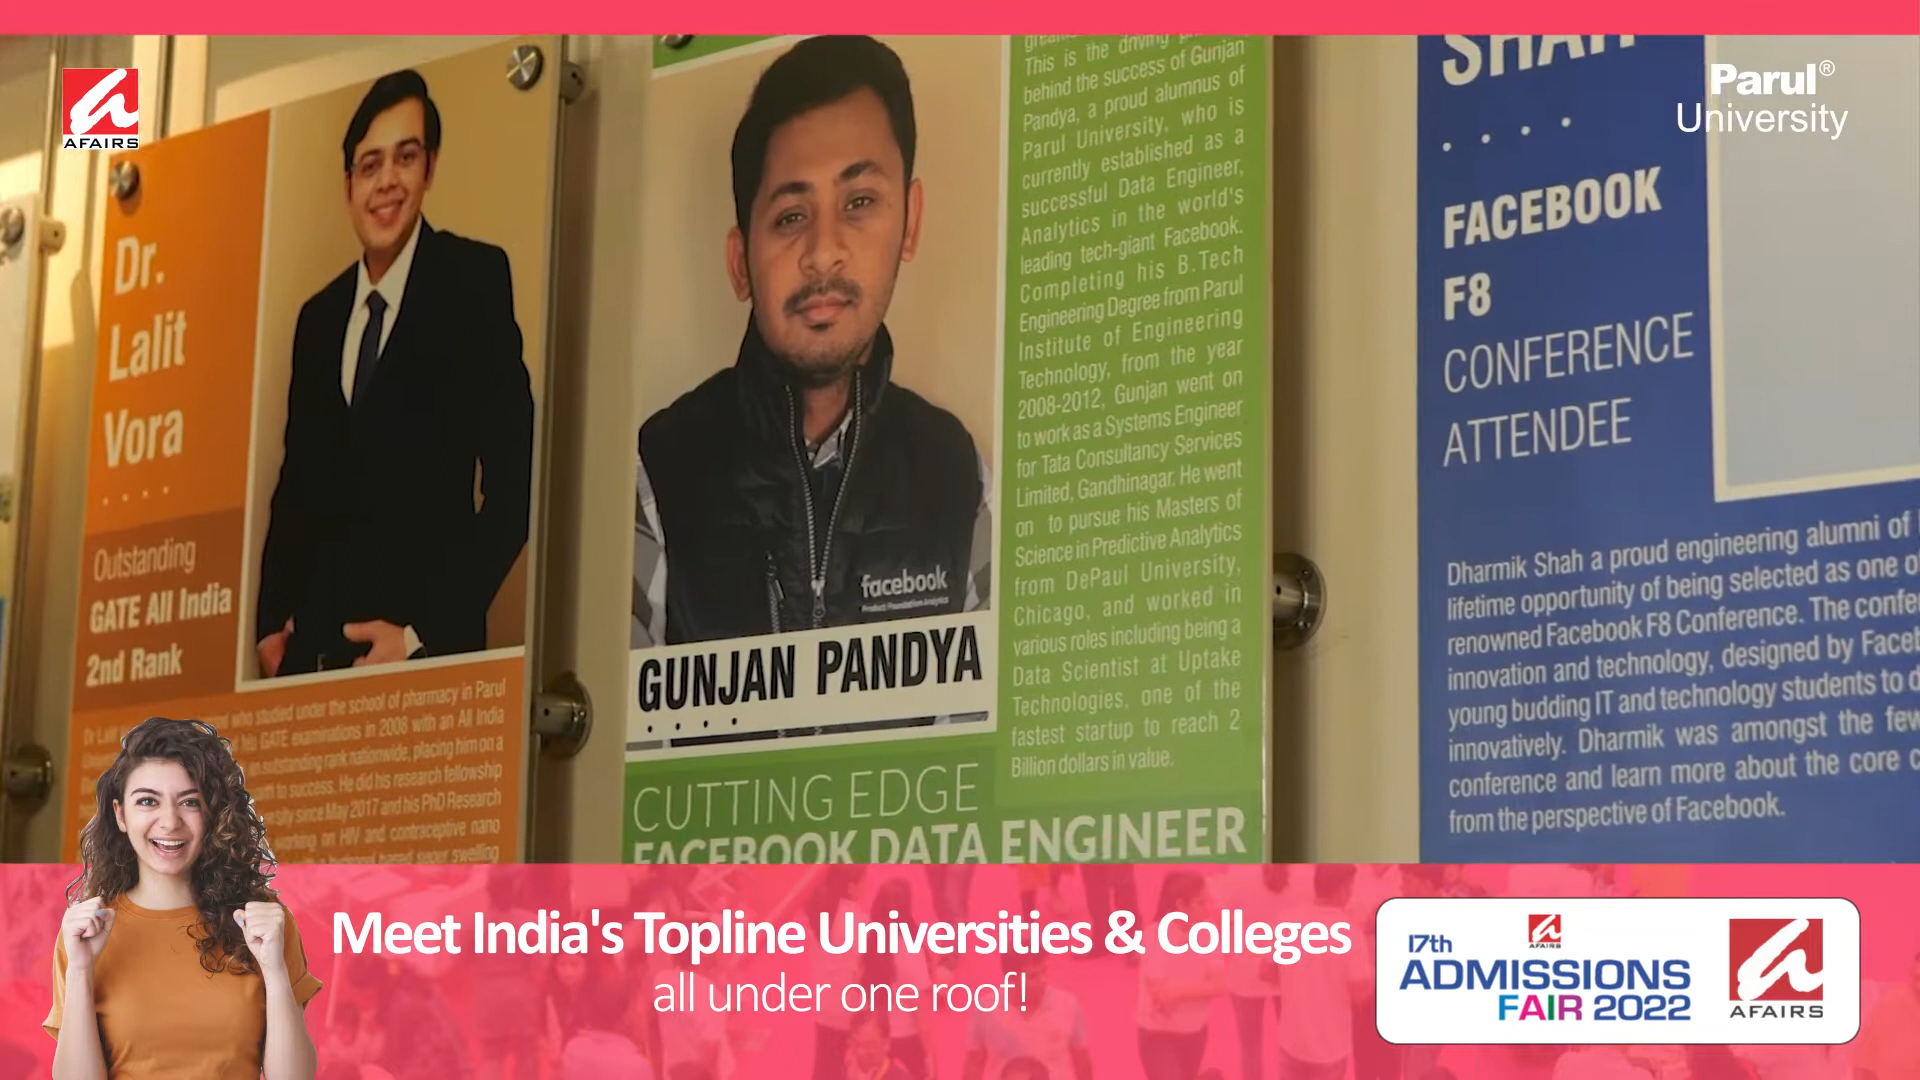 AFAIRS
Parul®
University
Dr.
Lalit
Vora
Outstanding
GATE All India
2nd Rank
who studied under the school of pharmacy in Parul
his GATE examinations in 2008 with an All India
an outstanding rank nationwide, placing him on a
to success. He did his research fellowship
since May 2017 and his PhD Research
working on HIV and contraceptive nano
swelling
facebook
GUNJAN PANDYA
CUTTING EDGE
FACEBOOK DATA ENGINEER
This is the driving
behind the success of Gunjan
Pandya, a proud alumnus of
Parul University, who is
currently established as a
successful Data Engineer,
Analytics in the world's
leading tech-giant Facebook.
Completing his B.Tech
Engineering Degree from Parul
Institute of Engineering
Technology, from the year
2008-2012, Gunjan went on
to work as a Systems Engineer
for Tata Consultancy Services
Limited, Gandhinagar. He went
on to pursue his Masters of
Science in Predictive Analytics
from DePaul University,
Chicago, and worked in
various roles including being a
Data Scientist at Uptake
Technologies, one of the
fastest startup to reach 2
Billion dollars in value.
SHAH
FACEBOOK
F8
CONFERENCE
ATTENDEE
Dharmik Shah a proud engineering alumni of
lifetime opportunity of being selected as one
renowned Facebook F8 Conference. The
innovation and technology, designed by
young budding IT and technology students to
innovatively. Dharmik was amongst the few
conference and learn more about the core
from the perspective of Facebook.
Meet India's Topline Universities & Colleges
all under one roof!
AFAIRS
17th
ADMISSIONS
FAIR 2022
AFAIRS